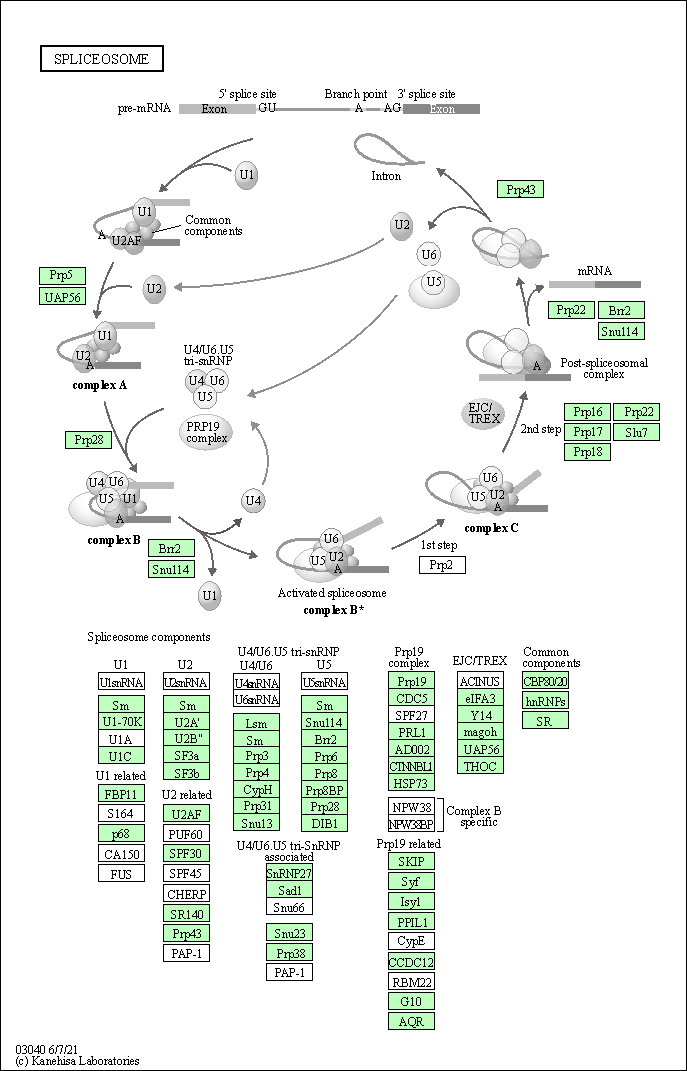 SPLICEOSOME
5' splice site
Branch point
3' splice site
pre-mRNA
Exon
GU
A
AG
Exon
U1
Intron
Prp43
U1
A
U2AF
Common
components
U2
U6
U5
mRNA
Prp5
UAP56
U2
Prp22
Brr2
Snu114
U1
U2
A
complex A
U4/U6.U5
tri-snRNP
U4
U6
U5
PRP19
complex
A
Post-spliceosomal
complex
EJC/
TREX
2nd step
Prp16
Prp22
Prp17
Slu7
Prp18
Prp28
U4
U6
U5
U1
A
complex B
U4
U6
U5
U2
A
complex C
Brr2
Snu114
U1
U6
U5
U2
A
1st step
Prp2
Activated spliceosome
complex B*
Spliceosome components
U1
U1snRNA
Sm
U1-70K
U1A
U1C
U1 related
FBP11
S164
p68
CA150
FUS
U2
U2snRNA
Sm
U2A'
U2B"
SF3a
SF3b
U2 related
U2AF
PUF60
SPF30
SPF45
CHERP
SR140
Prp43
PAP-1
U4/U6.U5 tri-snRNP
U4/U6
U4snRNA
U6snRNA
Lsm
Sm
Prp3
Prp4
CypH
Prp31
Snu13
U5
U5snRNA
Sm
Snu114
Brr2
Prp6
Prp8
Prp8BP
Prp28
DIB1
U4/U6.U5 tri-SnRNP
associated
SnRNP27
Sad1
Snu66
Snu23
Prp38
PAP-1
Prp19
complex
Prp19
CDC5
SPF27
PRL1
AD002
CTNNBL1
HSP73
NPW38
NPW38BP
Complex B
specific
Prp19 related
SKIP
Syf
Isy1
PPIL1
CypE
CCDC12
RBM22
G10
AQR
EJC/TREX
ACINUS
eIFA3
Y14
magoh
UAP56
THOC
Common
components
CBP80/20
hnRNPs
SR
03040 6/7/21
(c) Kanehisa Laboratories